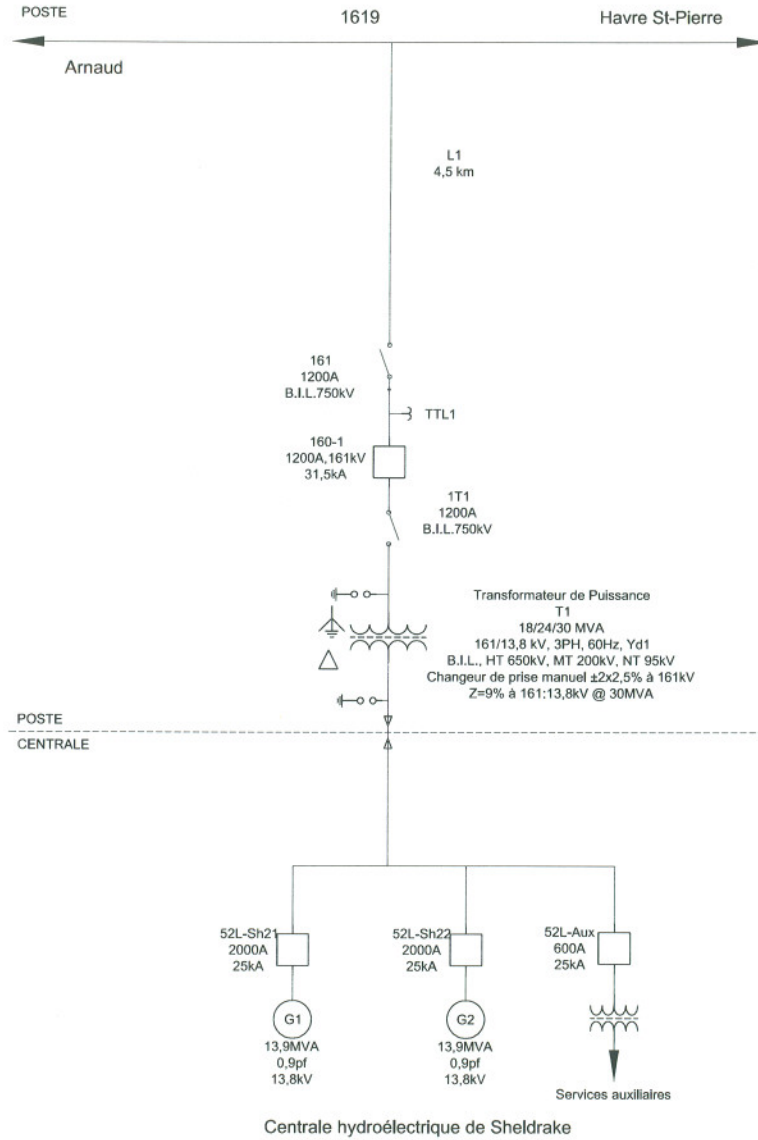 POSTE
1619
Havre St-Pierre
Arnaud
L1
4,5 km
161
1200A
B.I.L.750kV
TTL1
160-1
1200A,161kV
31,5kA
1T1
1200A
B.I.L.750kV
Transformateur de Puissance
T1
18/24/30 MVA
161/13,8 kV, 3PH, 60Hz, Yd1
B.I.L., HT 650kV, MT 200kV, NT 95kV
Changeur de prise manuel ±2x2,5% à 161kV
Z=9% à 161:13,8kV @ 30MVA
POSTE
CENTRALE
52L-Sh21
2000A
25kA
52L-Sh22
2000A
25kA
52L-Aux
600A
25kA
G1
13,9MVA
0,9pf
13,8kV
G2
13,9MVA
0,9pf
13,8kV
Services auxiliaires
Centrale hydroélectrique de Sheldrake